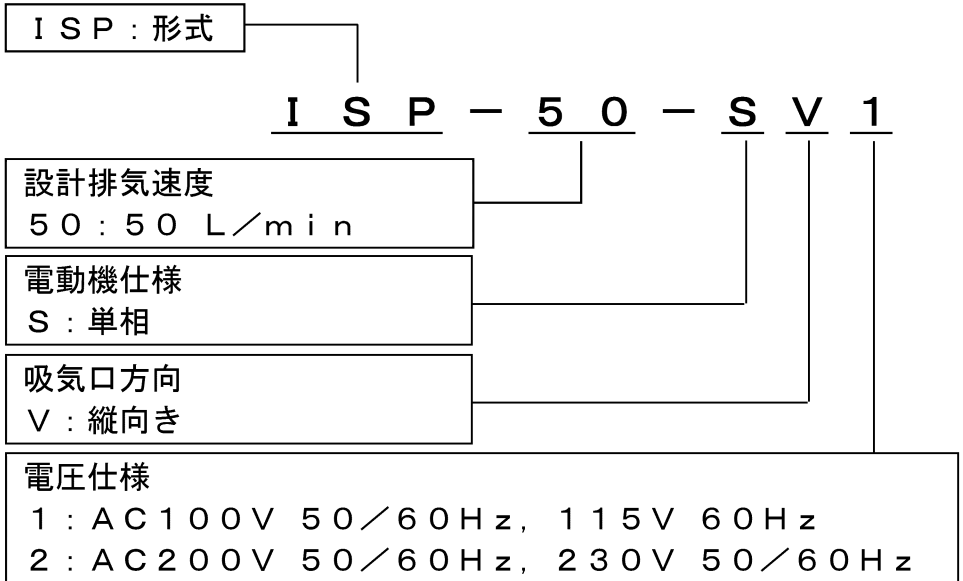 ISP:形式
ISP-50-SV1
設計排気速度
50:50 L/min
電動機仕様
S:単相
吸気口方向
V:縦向き
電圧仕様
1:AC100V 50/60Hz, 115V 60Hz
2:AC200V 50/60Hz, 230V 50/60Hz